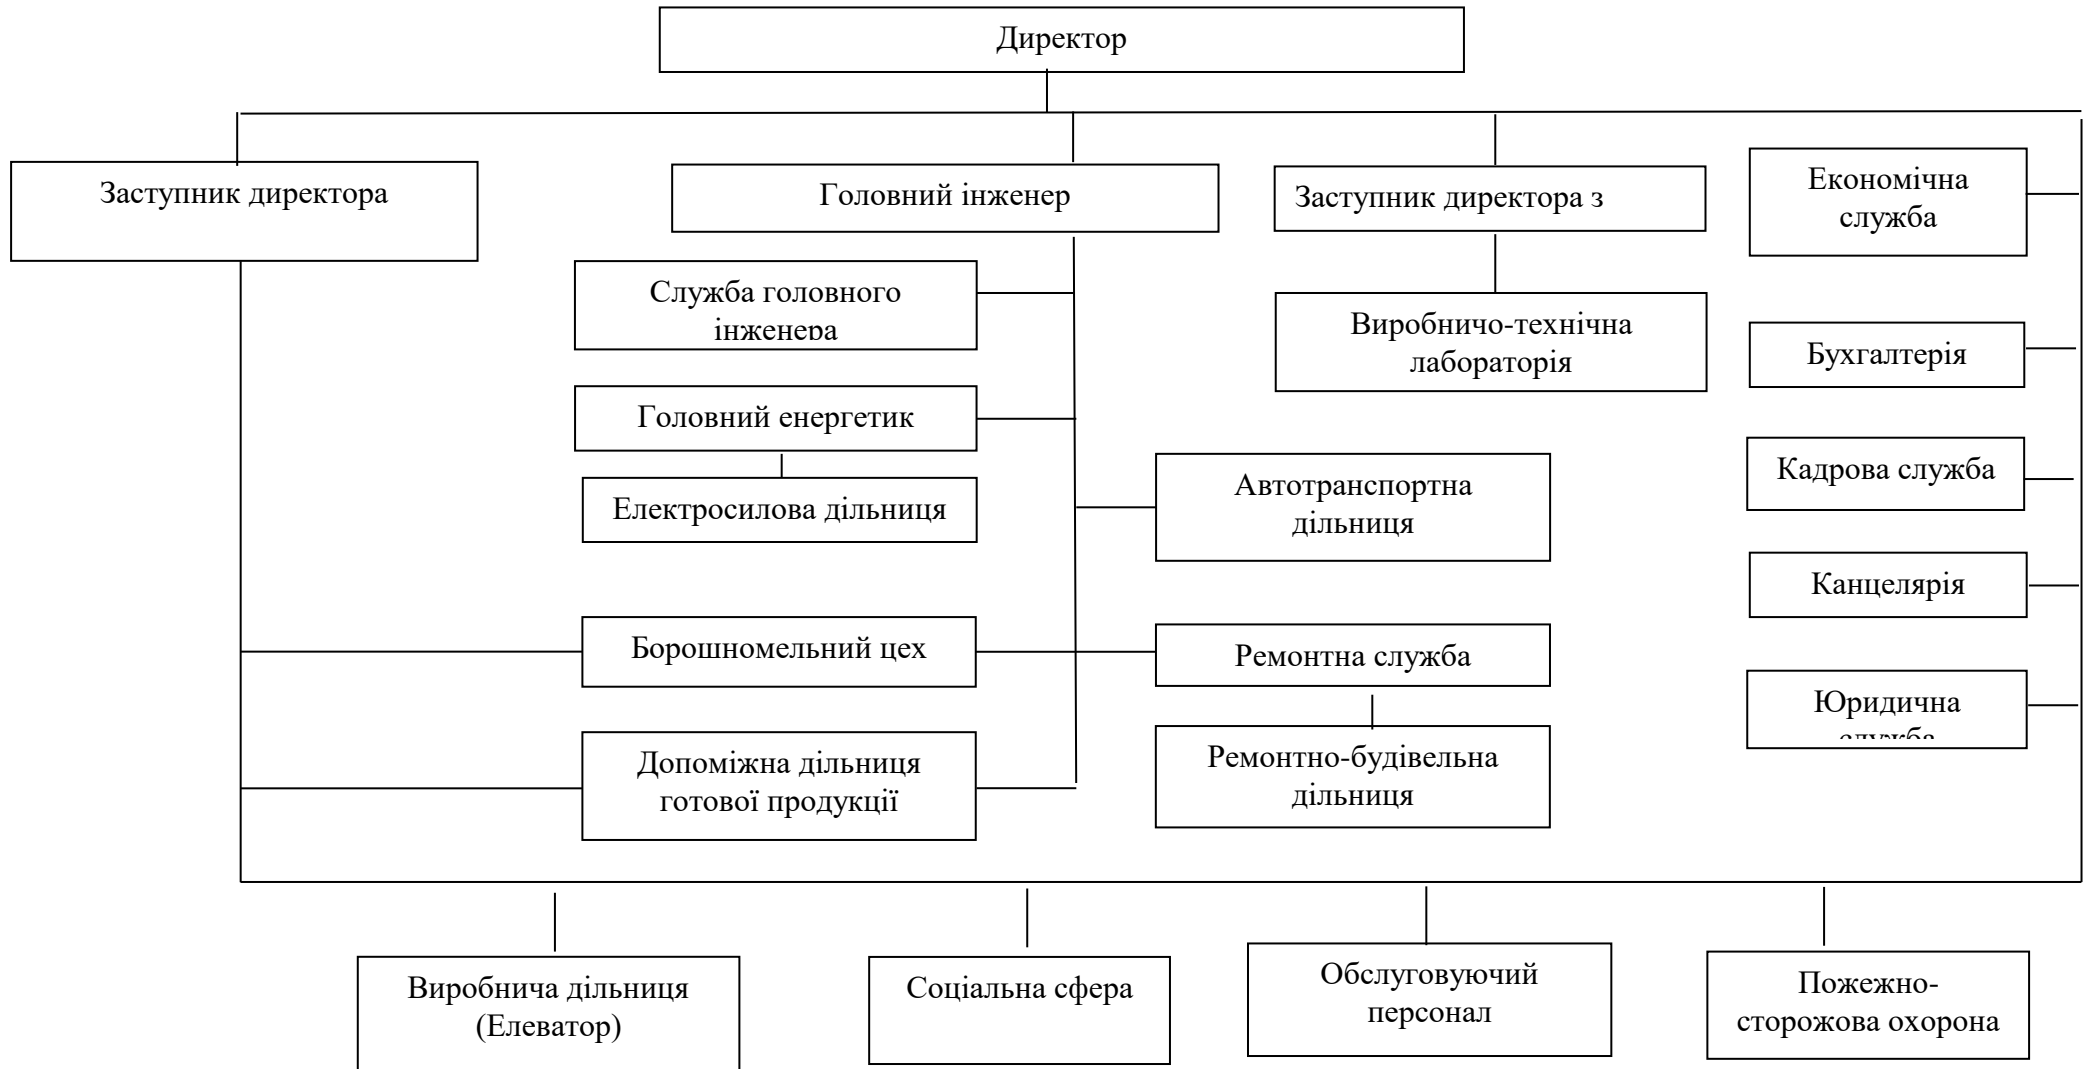 Директор
Заступник директора
Головний інженер
Заступник директора з
Економічна
служба
Служба головного
інженера
Виробничо-технічна
лабораторія
Бухгалтерія
Головний енергетик
Кадрова служба
Електросилова дільниця
Автотранспортна
дільниця
Канцелярія
Борошномельний цех
Ремонтна служба
Юридична
служба
Допоміжна дільниця
готової продукції
Ремонтно-будівельна
дільниця
Виробнича дільниця
(Елеватор)
Соціальна сфера
Обслуговуючий
персонал
Пожежно-
сторожова охорона